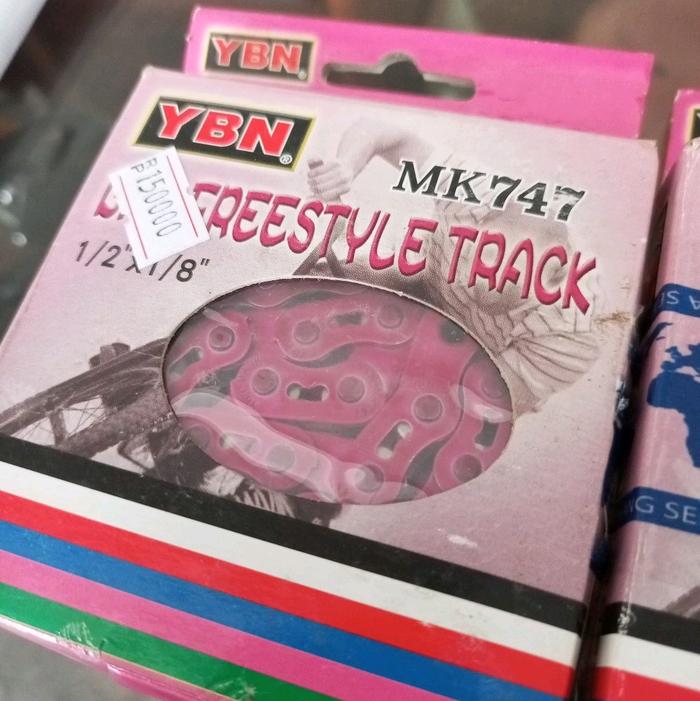 YBN®
YBN®
MK747
₱150000
FREESTYLE TRACK
1/2"x1/8"